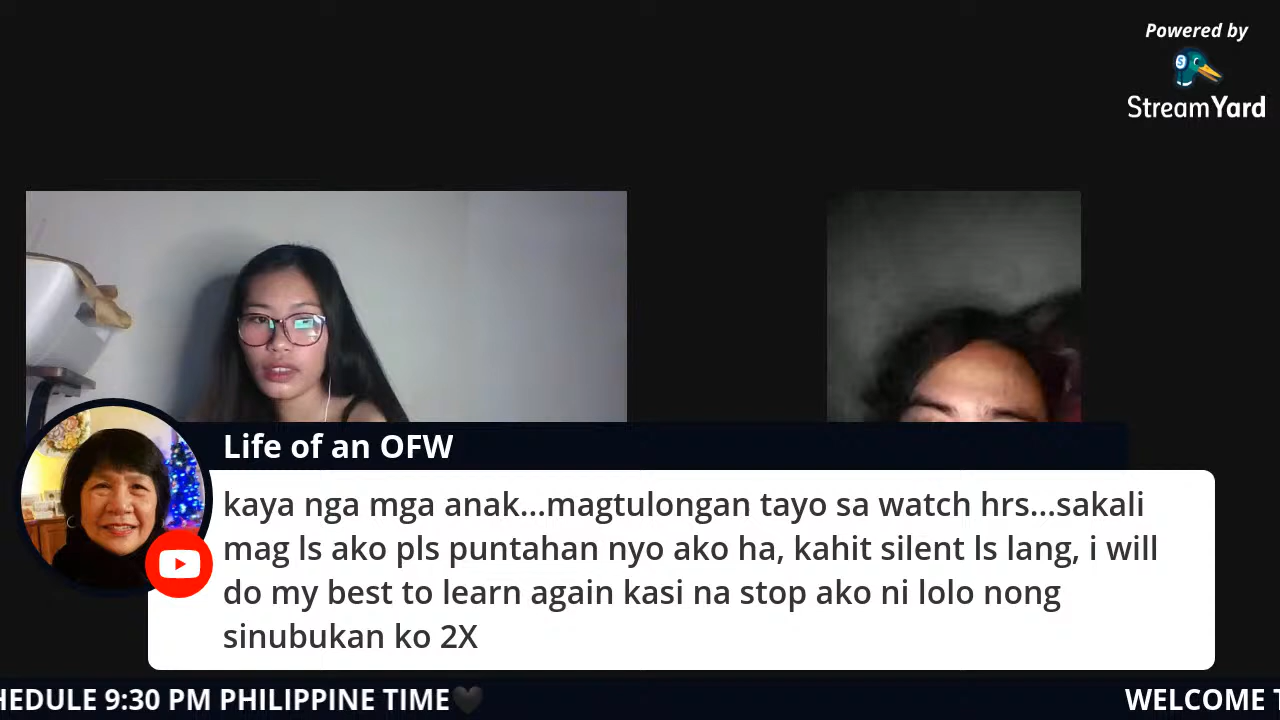 Powered by
StreamYard
Life of an OFW
kaya nga mga anak...magtulongan tayo sa watch hrs...sakali
mag ls ako pls puntahan nyo ako ha, kahit silent ls lang, i will
do my best to learn again kasi na stop ako ni lolo nong
sinubukan ko 2X
HEDULE 9:30 PM PHILIPPINE TIME🖤
WELCOME T